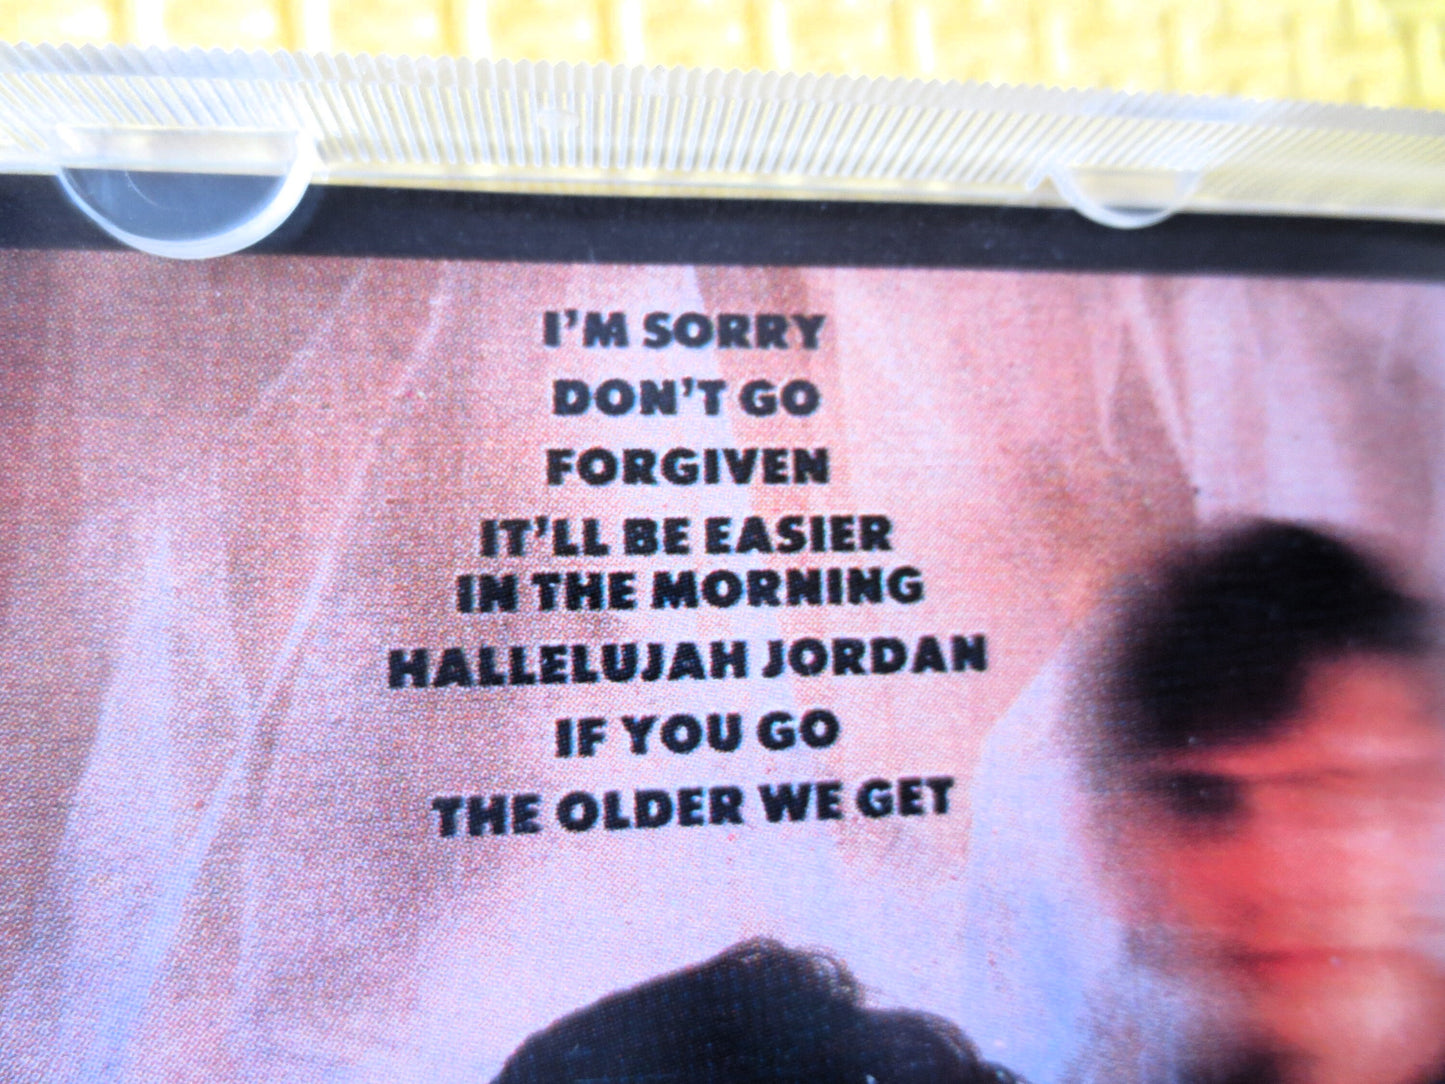 I'M SORRY
DON'T GO
FORGIVEN
IT'LL BE EASIER
IN THE MORNING
HALLELUJAH JORDAN
IF YOU GO
THE OLDER WE GET